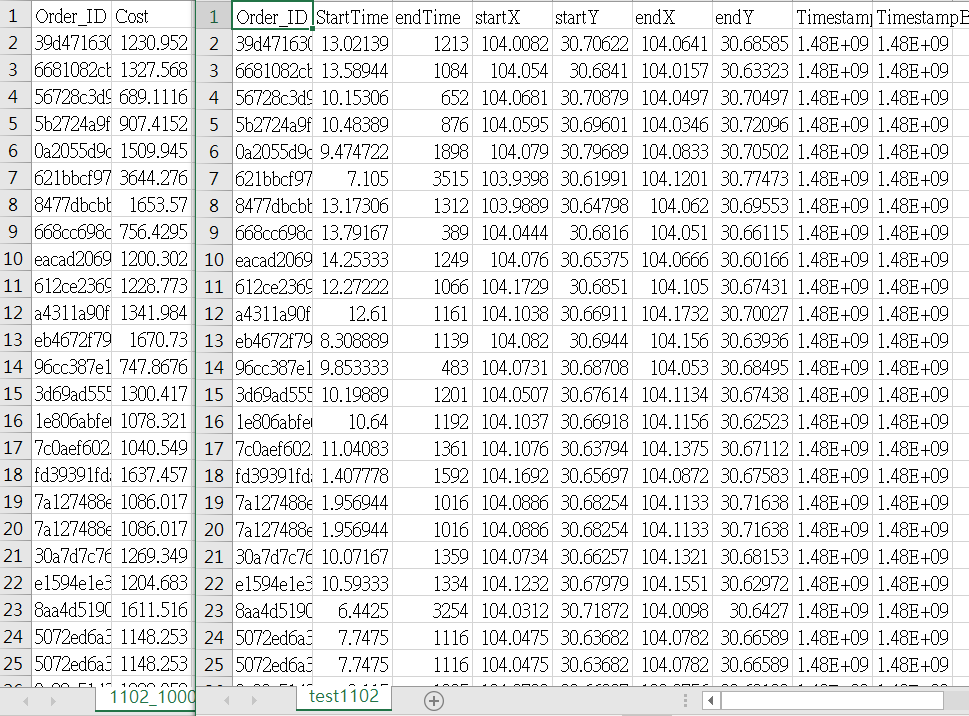 1 Order_ID Cost 1 Order_ID StartTime endTime startX startY endX endY Timestamp TimestampE
2 39d471630 1230.952 2 39d471630 13.02139 1213 104.0082 30.70622 104.0641 30.68585 1.48E+09 1.48E+09
3 6681082cb 1327.568 3 6681082cb 13.58944 1084 104.054 30.6841 104.0157 30.63323 1.48E+09 1.48E+09
4 56728c3d9 689.1116 4 56728c3d9 10.15306 652 104.0681 30.70879 104.0497 30.70497 1.48E+09 1.48E+09
5 5b2724a9f 907.4152 5 5b2724a9f 10.48389 876 104.0595 30.69601 104.0346 30.72096 1.48E+09 1.48E+09
6 0a2055d9c 1509.945 6 0a2055d9c 9.474722 1898 104.079 30.79689 104.0833 30.70502 1.48E+09 1.48E+09
7 621bbcf97 3644.276 7 621bbcf97 7.105 3515 103.9398 30.61991 104.1201 30.77473 1.48E+09 1.48E+09
8 8477dbcbb 1653.57 8 8477dbcbb 13.17306 1312 103.9889 30.64798 104.062 30.69553 1.48E+09 1.48E+09
9 668cc698c 756.4295 9 668cc698c 13.79167 389 104.0444 30.6816 104.051 30.66115 1.48E+09 1.48E+09
10 eacad2069 1200.302 10 eacad2069 14.25333 1249 104.076 30.65375 104.0666 30.60166 1.48E+09 1.48E+09
11 612ce2369 1228.773 11 612ce2369 12.27222 1066 104.1729 30.6851 104.105 30.67431 1.48E+09 1.48E+09
12 a4311a90f 1341.984 12 a4311a90f 12.61 1161 104.1038 30.66911 104.1732 30.70027 1.48E+09 1.48E+09
13 eb4672f79 1670.73 13 eb4672f79 8.308889 1139 104.082 30.6944 104.156 30.63936 1.48E+09 1.48E+09
14 96cc387e1 747.8676 14 96cc387e1 9.853333 483 104.0731 30.68708 104.053 30.68495 1.48E+09 1.48E+09
15 3d69ad555 1300.417 15 3d69ad555 10.19889 1201 104.0507 30.67614 104.1134 30.67438 1.48E+09 1.48E+09
16 1e806abfe 1078.321 16 1e806abfe 10.64 1192 104.1037 30.66918 104.1156 30.62523 1.48E+09 1.48E+09
17 7c0aef602 1040.549 17 7c0aef602 11.04083 1361 104.1076 30.63794 104.1375 30.67112 1.48E+09 1.48E+09
18 fd39391fd 1637.457 18 fd39391fd 1.407778 1592 104.1692 30.65697 104.0872 30.67583 1.48E+09 1.48E+09
19 7a127488e 1086.017 19 7a127488e 1.956944 1016 104.0886 30.68254 104.1133 30.71638 1.48E+09 1.48E+09
20 7a127488e 1086.017 20 7a127488e 1.956944 1016 104.0886 30.68254 104.1133 30.71638 1.48E+09 1.48E+09
21 30a7d7c76 1269.349 21 30a7d7c76 10.07167 1359 104.0734 30.66257 104.1321 30.68153 1.48E+09 1.48E+09
22 e1594e1e3 1204.683 22 e1594e1e3 10.59333 1334 104.1232 30.67979 104.1551 30.62972 1.48E+09 1.48E+09
23 8aa4d5190 1611.516 23 8aa4d5190 6.4425 3254 104.0312 30.71872 104.0098 30.6427 1.48E+09 1.48E+09
24 5072ed6a3 1148.253 24 5072ed6a3 7.7475 1116 104.0475 30.63682 104.0782 30.66589 1.48E+09 1.48E+09
25 5072ed6a3 1148.253 25 5072ed6a3 7.7475 1116 104.0475 30.63682 104.0782 30.66589 1.48E+09 1.48E+09
1102_1000 test1102